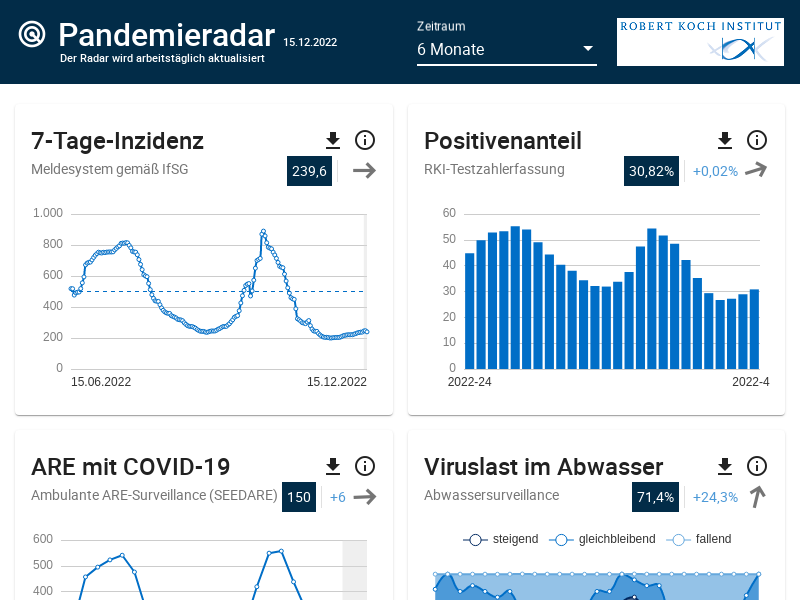 Pandemieradar 15.12.2022
Der Radar wird arbeitstäglich aktualisiert
Zeitraum
6 Monate
ROBERT KOCH INSTITUT
7-Tage-Inzidenz
Meldesystem gemäß IfSG
239,6
1.000
800
600
400
200
0
15.06.2022
15.12.2022
Positivenanteil
RKI-Testzahlerfassung
30,82%
+0,02%
60
50
40
30
20
10
0
2022-24
2022-4
ARE mit COVID-19
Ambulante ARE-Surveillance (SEEDARE)
150
+6
600
500
400
Viruslast im Abwasser
Abwassersurveillance
71,4%
+24,3%
steigend
gleichbleibend
fallend